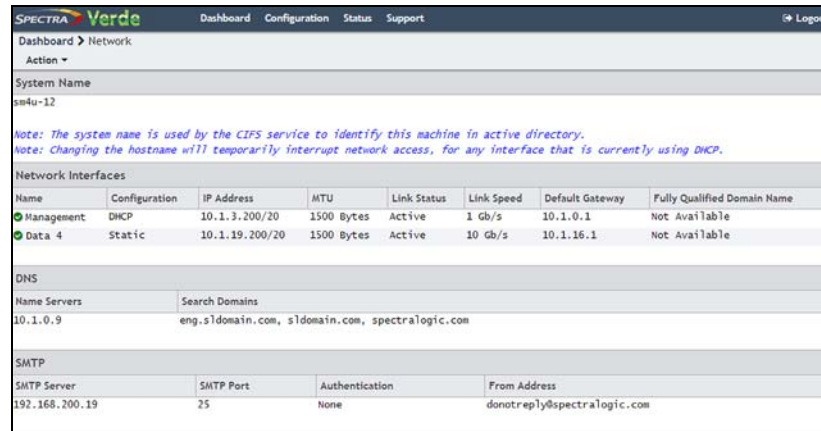 SPECTRA Verde Dashboard Configuration Status Support Logou
Dashboard > Network
Action
System Name
sm4u-12
Note: The system name is used by the CIFS service to identify this machine in active directory.
Note: Changing the hostname will temporarily interrupt network access, for any interface that is currently using DHCP.
Network Interfaces
Name Configuration IP Address MTU Link Status Link Speed Default Gateway Fully Qualified Domain Name
Management DHCP 10.1.3.200/20 1500 Bytes Active 1 Gb/s 10.1.0.1 Not Available
Data 4 Static 10.1.19.200/20 1500 Bytes Active 10 Gb/s 10.1.16.1 Not Available
DNS
Name Servers Search Domains
10.1.0.9 eng.sldomain.com, sldomain.com, spectralogic.com
SMTP
SMTP Server SMTP Port Authentication From Address
192.168.200.19 25 None donotreply@spectralogic.com